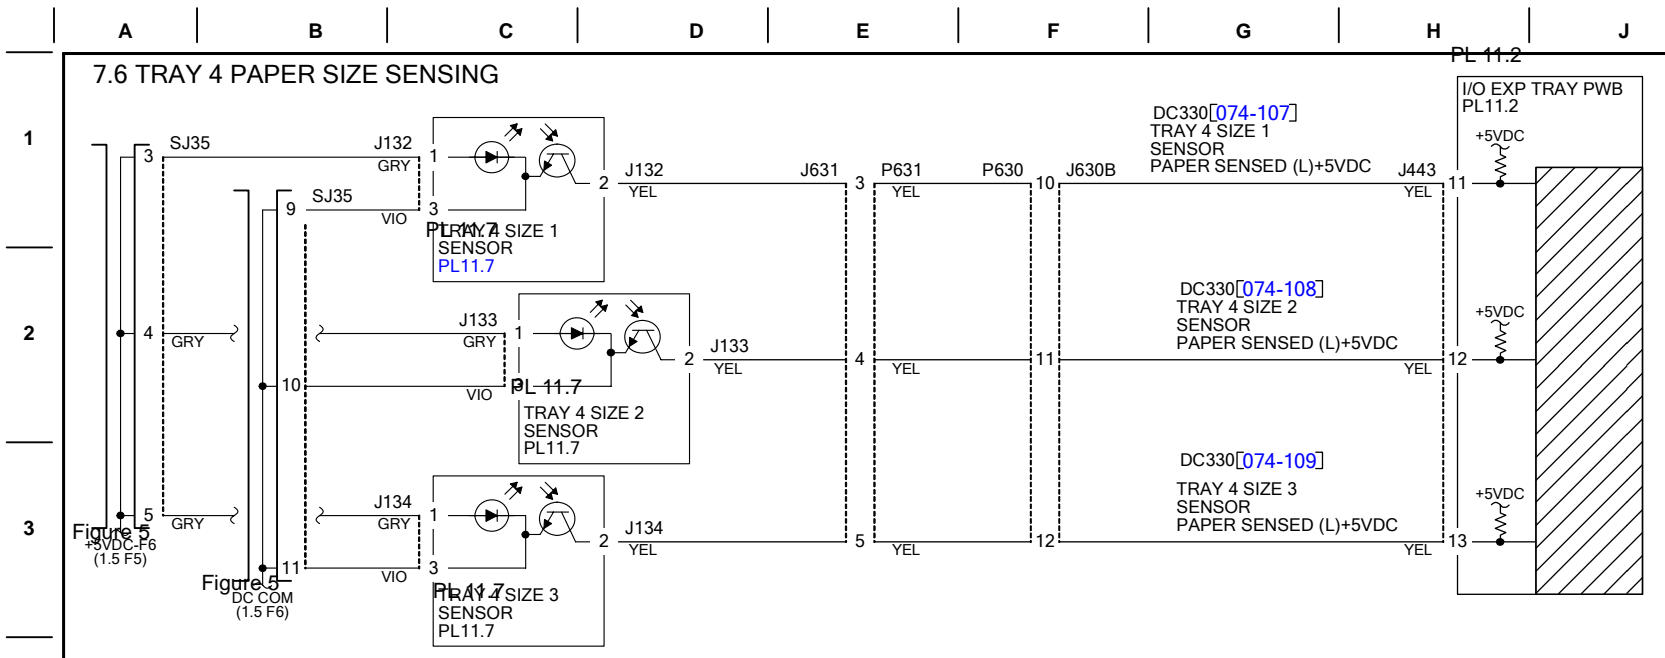 A B C D E F G H J
PL 11.2
7.6 TRAY 4 PAPER SIZE SENSING
I/O EXP TRAY PWB
PL11.2
1
+5VDC
DC330[074-107]
TRAY 4 SIZE 1
SENSOR
PAPER SENSED (L)+5VDC
3 SJ35 J132 1
GRY
2 J132 J631 3 P631 P630 10 J630B J443 11
YEL YEL YEL
9 SJ35 VIO 3
PL 11.7
TRAY 4 SIZE 1
SENSOR
PL11.7
2
DC330[074-108]
TRAY 4 SIZE 2
SENSOR
PAPER SENSED (L)+5VDC
+5VDC
4 GRY J133 GRY 1
2 J133 4 11 12
YEL YEL YEL
10 VIO 3
PL 11.7
TRAY 4 SIZE 2
SENSOR
PL11.7
3
DC330[074-109]
TRAY 4 SIZE 3
SENSOR
PAPER SENSED (L)+5VDC
+5VDC
5 GRY J134 GRY 1
2 J134 5 12 13
YEL YEL YEL
Figure 5
+5VDC-F6
(1.5 F5)
11 VIO 3
Figure 5
DC COM
(1.5 F6)
PL 11.7
TRAY 4 SIZE 3
SENSOR
PL11.7